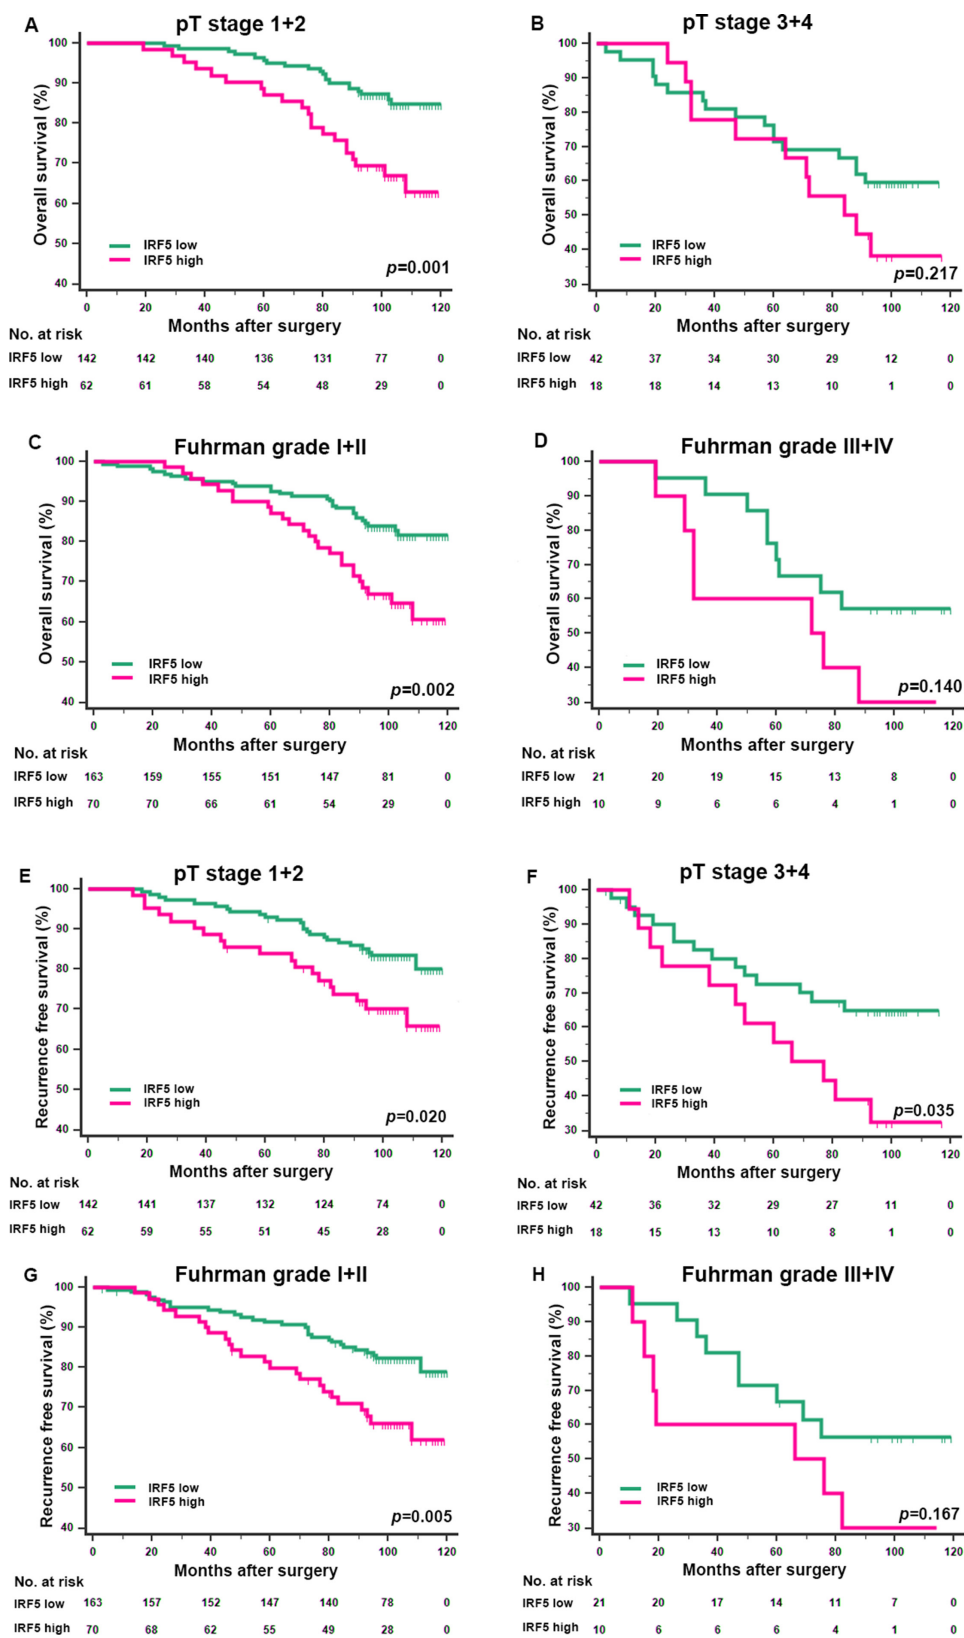 A
pT stage 1+2
Overall survival (%)
100
90
80
70
60
50
40
IRF5 low
IRF5 high
p=0.001
0 20 40 60 80 100 120
Months after surgery
No. at risk
IRF5 low 142 142 140 136 131 77 0
IRF5 high 62 61 58 54 48 29 0
B
pT stage 3+4
Overall survival (%)
100
90
80
70
60
50
40
30
IRF5 low
IRF5 high
p=0.217
0 20 40 60 80 100 120
Months after surgery
No. at risk
IRF5 low 42 37 34 30 29 12 0
IRF5 high 18 18 14 13 10 1 0
C
Fuhrman grade I+II
Overall survival (%)
100
90
80
70
60
50
40
IRF5 low
IRF5 high
p=0.002
0 20 40 60 80 100 120
Months after surgery
No. at risk
IRF5 low 163 159 155 151 147 81 0
IRF5 high 70 70 66 61 54 29 0
D
Fuhrman grade III+IV
Overall survival (%)
100
90
80
70
60
50
40
30
IRF5 low
IRF5 high
p=0.140
0 20 40 60 80 100 120
Months after surgery
No. at risk
IRF5 low 21 20 19 15 13 8 0
IRF5 high 10 9 6 6 4 1 0
E
pT stage 1+2
Recurrence free survival (%)
100
90
80
70
60
50
40
IRF5 low
IRF5 high
p=0.020
0 20 40 60 80 100 120
Months after surgery
No. at risk
IRF5 low 142 141 137 132 124 74 0
IRF5 high 62 59 55 51 45 28 0
F
pT stage 3+4
Recurrence free survival (%)
100
90
80
70
60
50
40
30
IRF5 low
IRF5 high
p=0.035
0 20 40 60 80 100 120
Months after surgery
No. at risk
IRF5 low 42 36 32 29 27 11 0
IRF5 high 18 15 13 10 8 1 0
G
Fuhrman grade I+II
Recurrence free survival (%)
100
90
80
70
60
50
40
IRF5 low
IRF5 high
p=0.005
0 20 40 60 80 100 120
Months after surgery
No. at risk
IRF5 low 163 157 152 147 140 78 0
IRF5 high 70 68 62 55 49 28 0
H
Fuhrman grade III+IV
Recurrence free survival (%)
100
90
80
70
60
50
40
30
IRF5 low
IRF5 high
p=0.167
0 20 40 60 80 100 120
Months after surgery
No. at risk
IRF5 low 21 20 17 14 11 7 0
IRF5 high 10 6 6 6 4 1 0